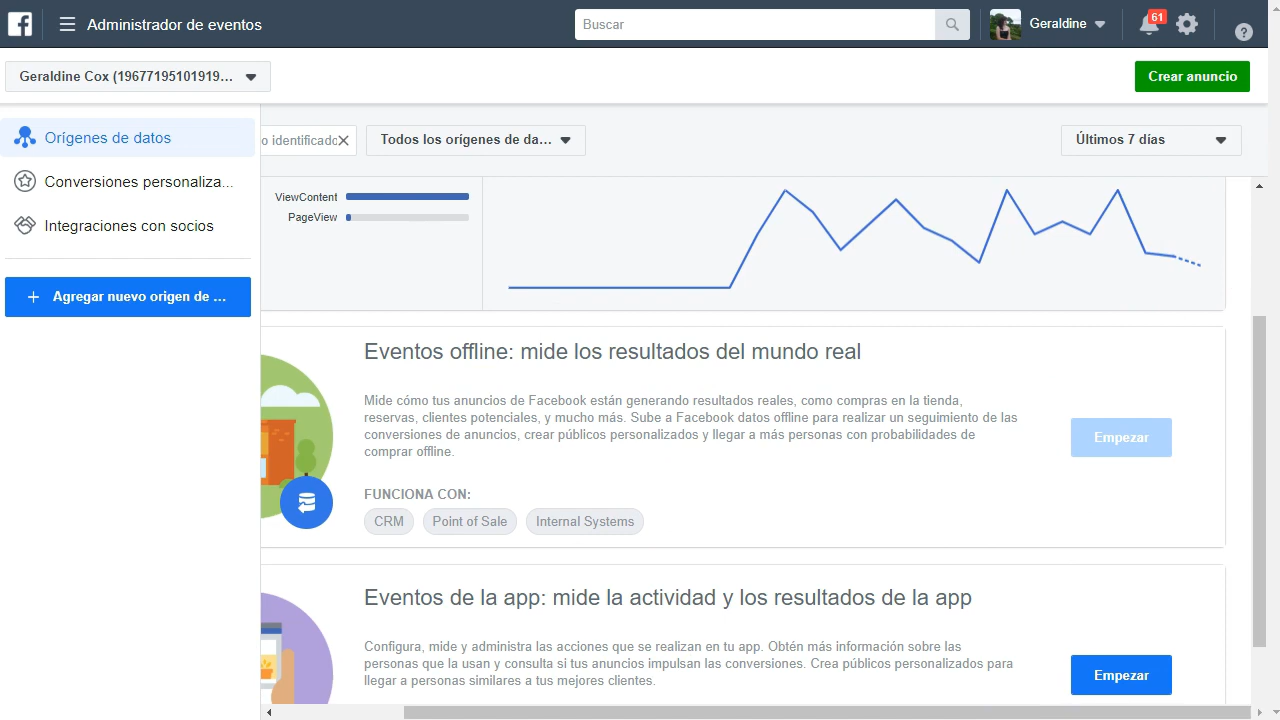 Administrador de eventos
Buscar
Geraldine
61
Geraldine Cox (19677195101919...
Crear anuncio
Orígenes de datos
o identificado
Todos los orígenes de da...
Últimos 7 días
Conversiones personaliza...
Integraciones con socios
Agregar nuevo origen de ...
ViewContent
PageView
Eventos offline: mide los resultados del mundo real
Mide cómo tus anuncios de Facebook están generando resultados reales, como compras en la tienda,
reservas, clientes potenciales, y mucho más. Sube a Facebook datos offline para realizar un seguimiento de las
conversiones de anuncios, crear públicos personalizados y llegar a más personas con probabilidades de
comprar offline.
Empezar
FUNCIONA CON:
CRM
Point of Sale
Internal Systems
Eventos de la app: mide la actividad y los resultados de la app
Configura, mide y administra las acciones que se realizan en tu app. Obtén más información sobre las
personas que la usan y consulta si tus anuncios impulsan las conversiones. Crea públicos personalizados para
llegar a personas similares a tus mejores clientes.
Empezar